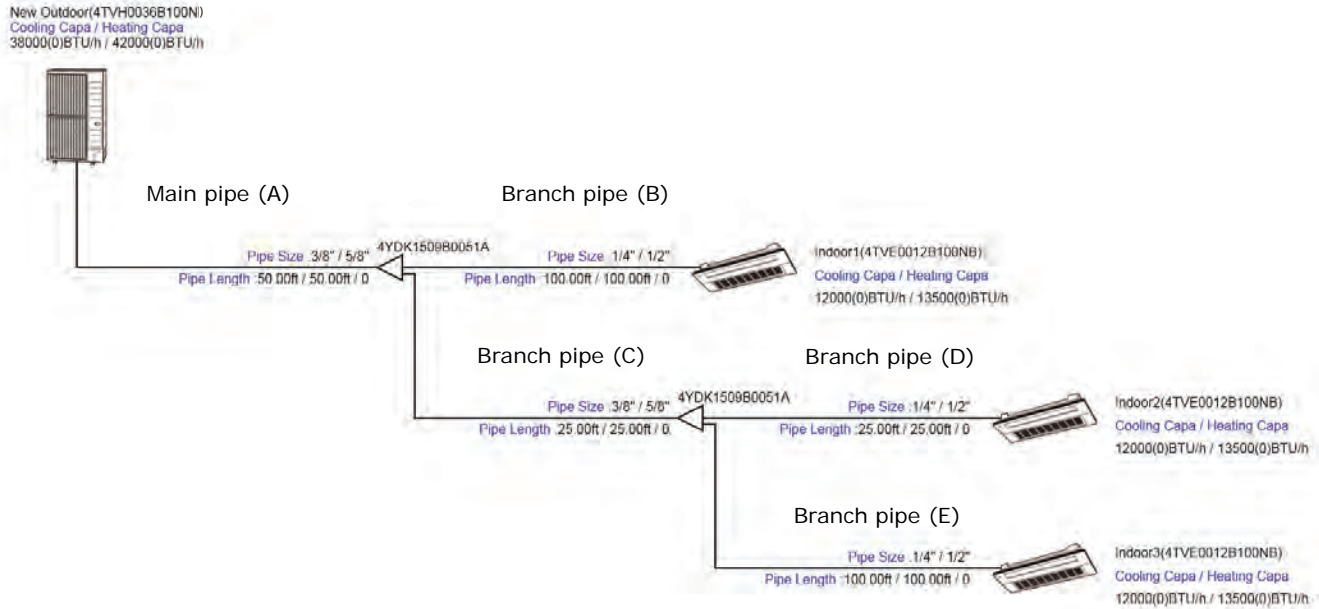 New Outdoor(4TVH0036B100N)
Cooling Capa / Heating Capa
38000(0)BTU/h / 42000(0)BTU/h
Main pipe (A)
Branch pipe (B)
Pipe Size :3/8" / 5/8"
4YDK1509B0051A
Pipe Size :1/4" / 1/2"
Indoor1(4TVE0012B100NB)
Pipe Length :50.00ft / 50.00ft / 0
Pipe Length :100.00ft / 100.00ft / 0
Cooling Capa / Heating Capa
12000(0)BTU/h / 13500(0)BTU/h
Branch pipe (C)
Branch pipe (D)
Pipe Size :3/8" / 5/8"
4YDK1509B0051A
Pipe Size :1/4" / 1/2"
Indoor2(4TVE0012B100NB)
Pipe Length :25.00ft / 25.00ft / 0
Pipe Length :25.00ft / 25.00ft / 0
Cooling Capa / Heating Capa
12000(0)BTU/h / 13500(0)BTU/h
Branch pipe (E)
Pipe Size :1/4" / 1/2"
Indoor3(4TVE0012B100NB)
Pipe Length :100.00ft / 100.00ft / 0
Cooling Capa / Heating Capa
12000(0)BTU/h / 13500(0)BTU/h